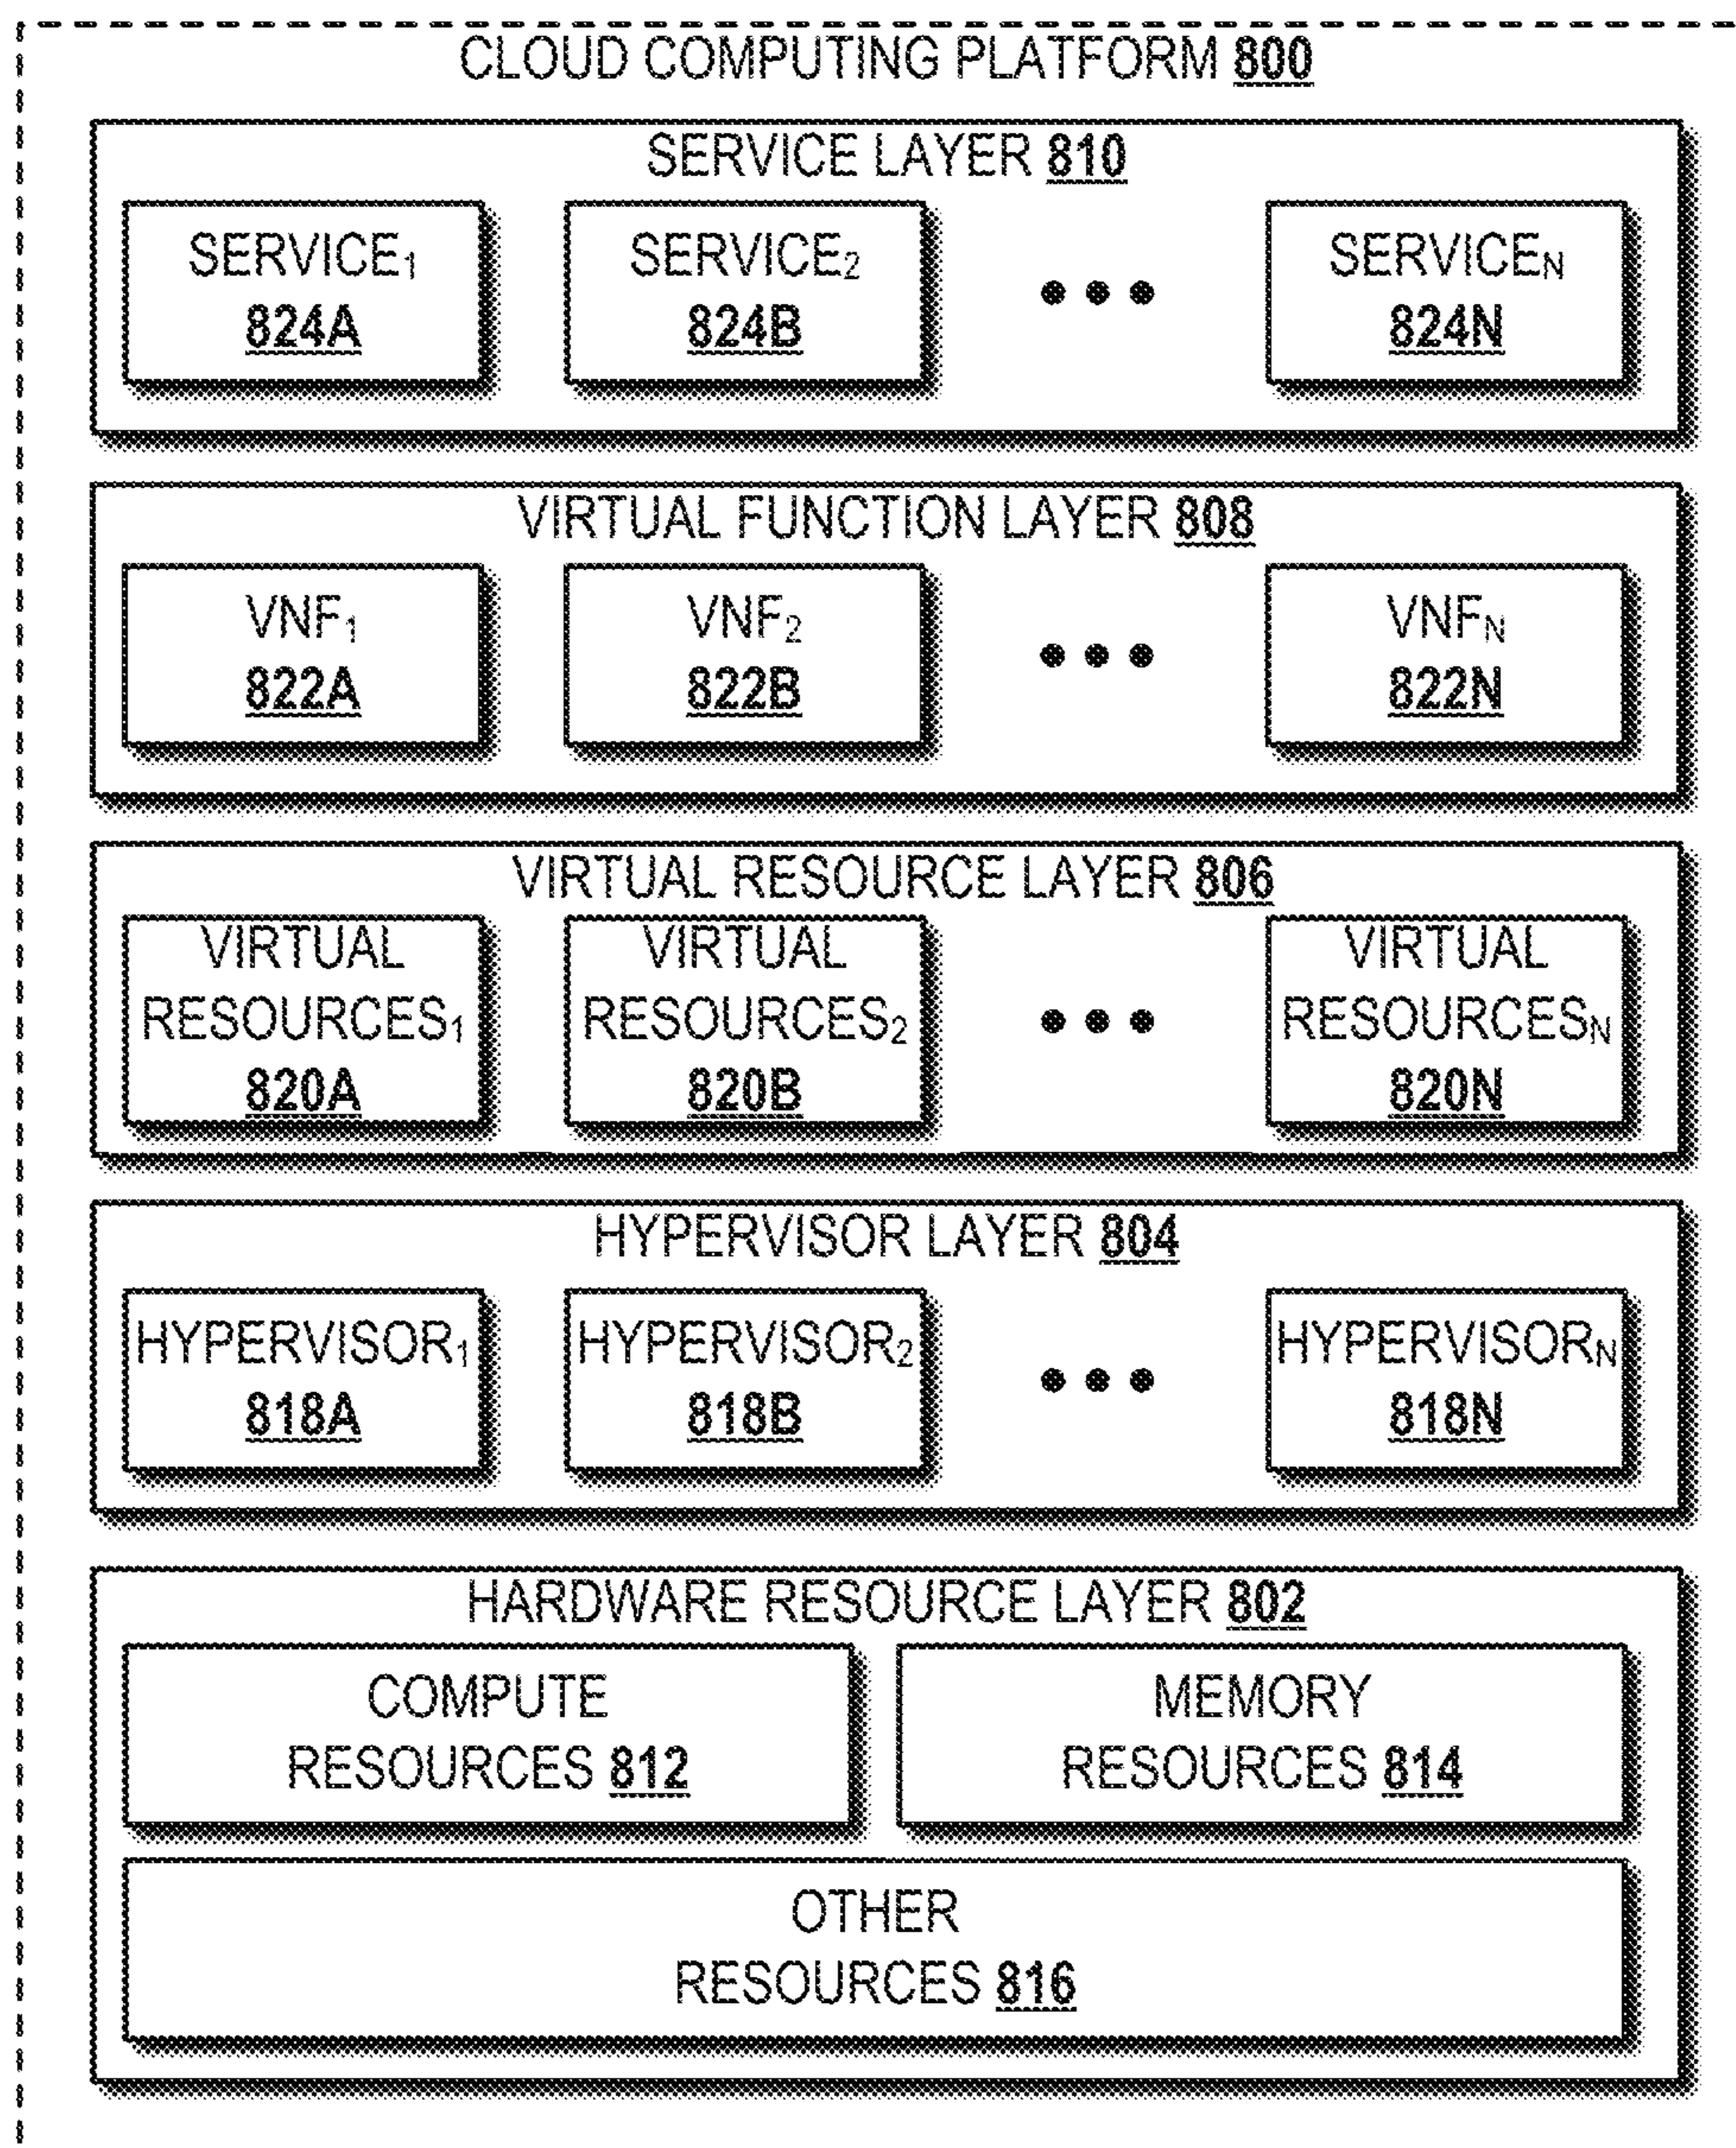 CLOUD COMPUTING PLATFORM 800
SERVICE LAYER 810
SERVICE₁ SERVICE₂ SERVICEN
824A 824B ● ● ● 824N
VIRTUAL FUNCTION LAYER 808
VNF₁ VNF₂ VNFN
822A 822B ● ● ● 822N
VIRTUAL RESOURCE LAYER 806
VIRTUAL VIRTUAL VIRTUAL
RESOURCES₁ RESOURCES₂ ● ● ● RESOURCESN
820A 820B 820N
HYPERVISOR LAYER 804
HYPERVISOR₁ HYPERVISOR₂ HYPERVISORN
818A 818B ● ● ● 818N
HARDWARE RESOURCE LAYER 802
COMPUTE MEMORY
RESOURCES 812 RESOURCES 814
OTHER
RESOURCES 816